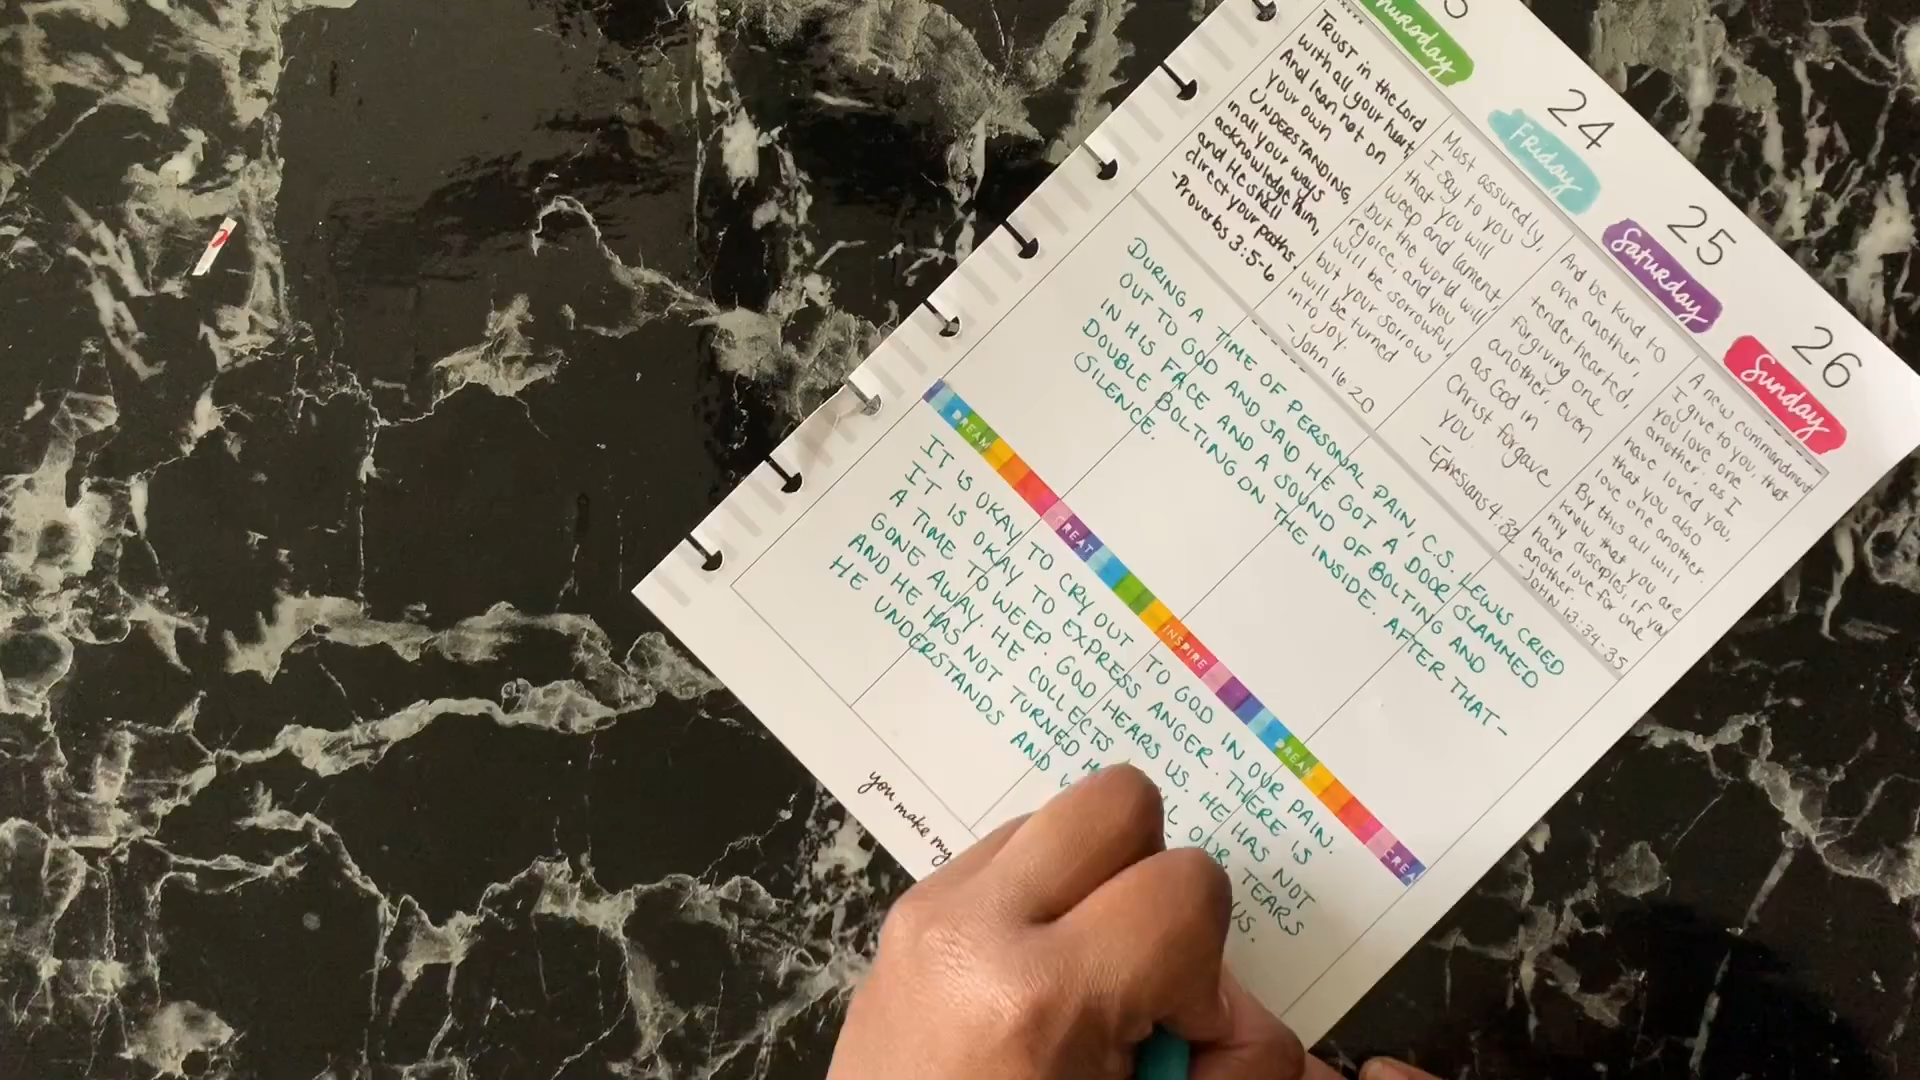 Thursday
TRUST in the Lord
with all your heart,
And lean not on
your own
UNDERSTANDING,
in all your ways
acknowledge Him,
and He shall
direct your paths.
-Proverbs 3:5-6
24
Friday
Most assuredly,
I say to you
that you will
weep and lament,
but the world will
rejoice, and you
will be sorrowful,
but your sorrow
will be turned
into joy.
-John 16:20
25
Saturday
And be kind to
one another,
tenderhearted,
forgiving one
another, even
as God in
Christ forgave
you.
-Ephesians 4:32
26
Sunday
A new commandment
I give to you, that
you love one
another; as I
have loved you,
that you also
love one another.
By this all will
know that you are
my disciples, if you
have love for one
another.
-JOHN 13:34-35
DURING A TIME OF PERSONAL PAIN, C.S. LEWIS CRIED
OUT TO GOD AND SAID HE GOT A DOOR SLAMMED
IN HIS FACE AND A SOUND OF BOLTING AND
DOUBLE BOLTING ON THE INSIDE. AFTER THAT-
(SILENCE.
DREAM
CREAT
INSPIRE
DREAM
CREA
IT IS OKAY TO CRY OUT TO GOD IN OUR PAIN.
IT IS OKAY TO EXPRESS ANGER. THERE IS
A TIME TO WEEP. GOD HEARS US. HE HAS NOT
GONE AWAY. HE COLLECTS ALL OUR TEARS
AND HE HAS NOT TURNED US.
HE UNDERSTANDS
AND
you make my